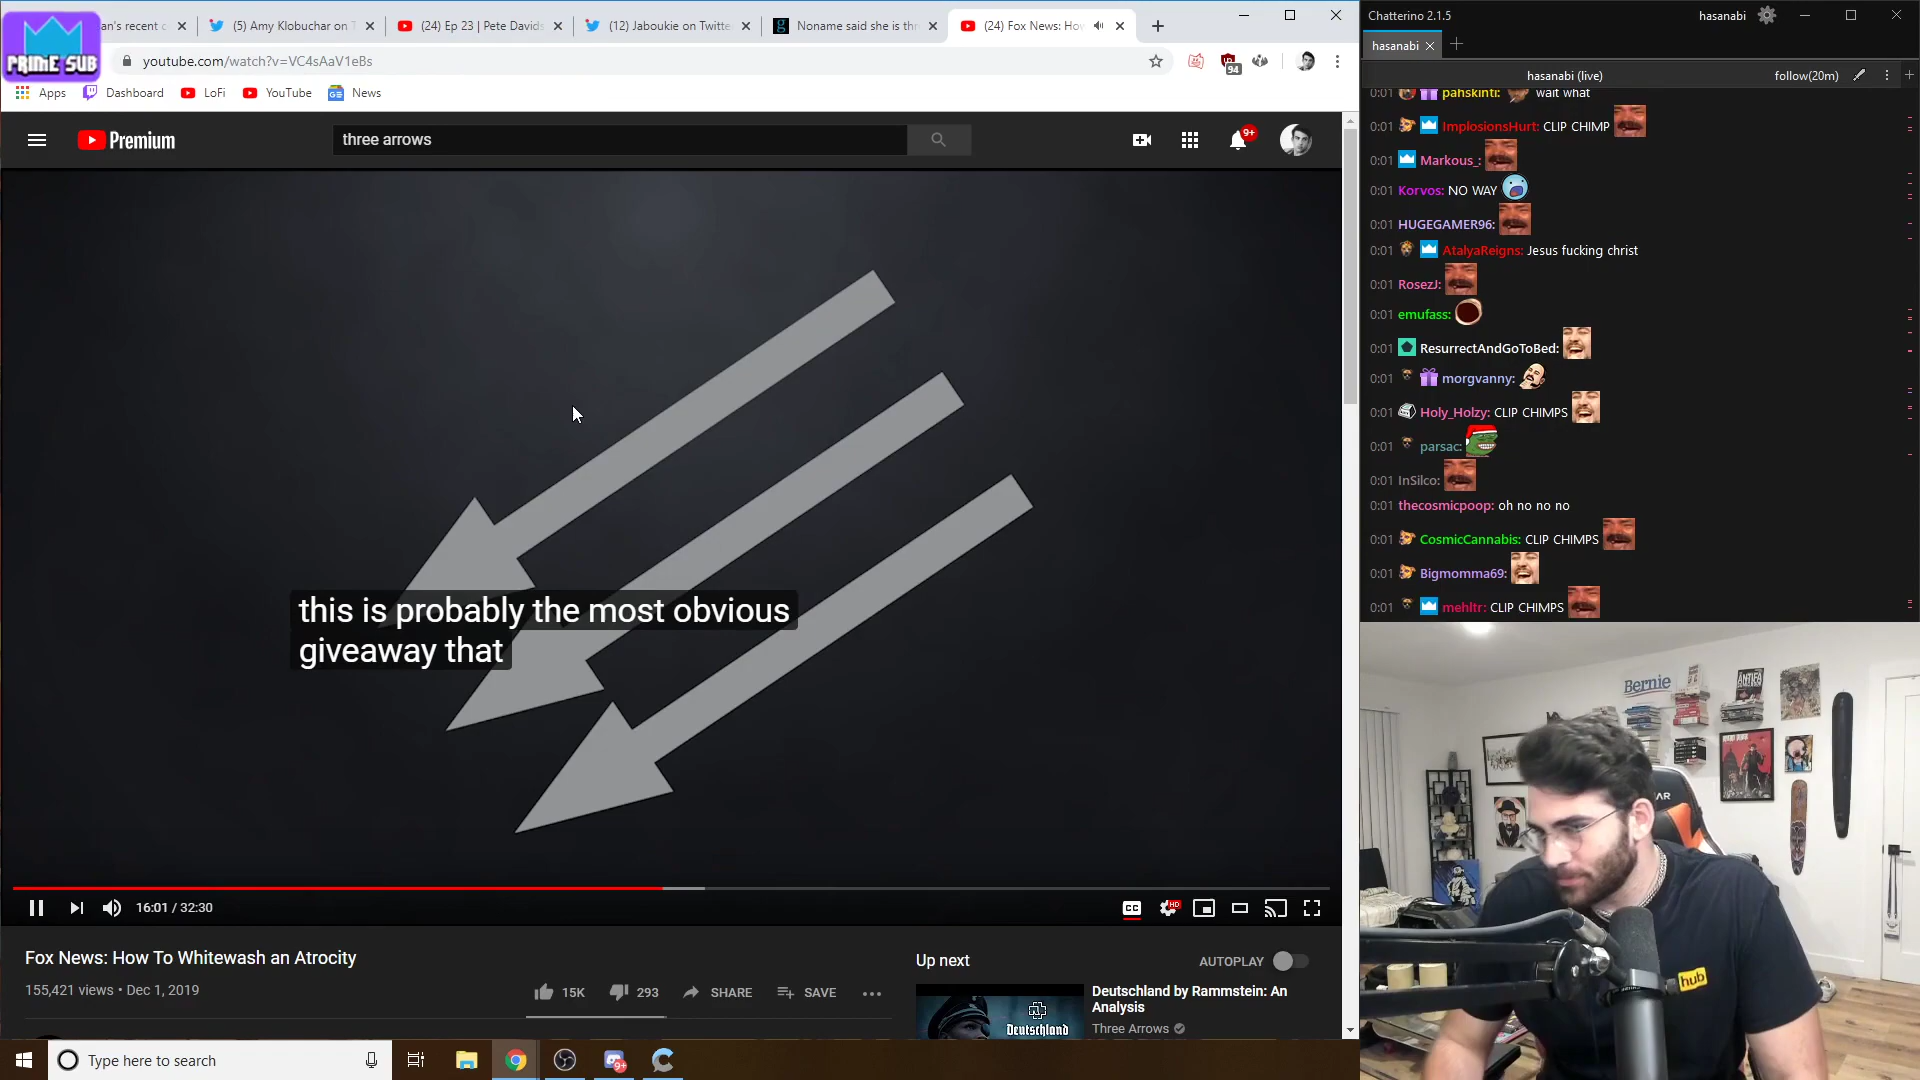 PRIME SUB
an's recent c
(5) Amy Klobuchar on T
(24) Ep 23 | Pete Davids
(12) Jaboukie on Twitte
Noname said she is thr
(24) Fox News: Ho
youtube.com/watch?v=VC4sAaV1eBs
94
Apps
Dashboard
LoFi
YouTube
News
Premium
three arrows
9+
this is probably the most obvious
giveaway that
16:01 / 32:30
CC
HD
Fox News: How To Whitewash an Atrocity
155,421 views • Dec 1, 2019
15K
293
SHARE
SAVE
Up next
AUTOPLAY
Deutschland
Deutschland by Rammstein: An
Analysis
Three Arrows
Type here to search
9+
Chatterino 2.1.5
hasanabi
hasanabi
hasanabi (live)
follow(20m)
0:01 pahskinti: wait what
0:01 ImplosionsHurt: CLIP CHIMP
0:01 Markous_:
0:01 Korvos: NO WAY
0:01 HUGEGAMER96:
0:01 AtalyaReigns: Jesus fucking christ
0:01 RosezJ:
0:01 emufass:
0:01 ResurrectAndGoToBed:
0:01 morgvanny:
0:01 Holy_Holzy: CLIP CHIMPS
0:01 parsac:
0:01 InSilco:
0:01 thecosmicpoop: oh no no no
0:01 CosmicCannabis: CLIP CHIMPS
0:01 Bigmomma69:
0:01 mehltr: CLIP CHIMPS
Bernie
ANTIFA
hub